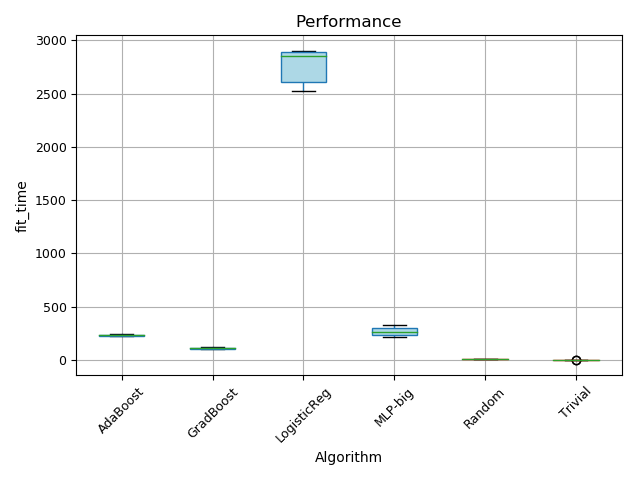 Performance
3000
2500
2000
1500
1000
500
0
fit_time
AdaBoost
GradBoost
LogisticReg
MLP-big
Random
Trivial
Algorithm